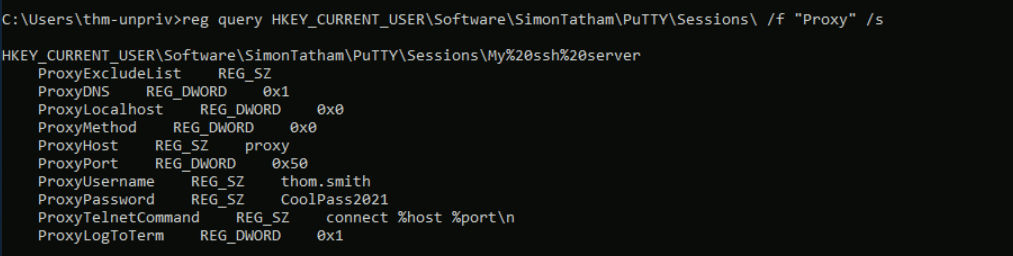 C:\Users\thm-unpriv>reg query HKEY_CURRENT_USER\Software\SimonTatham\PuTTY\Sessions\ /f "Proxy" /s
HKEY_CURRENT_USER\Software\SimonTatham\PuTTY\Sessions\My%20ssh%20server
ProxyExcludeList    REG_SZ
ProxyDNS    REG_DWORD    0x1
ProxyLocalhost    REG_DWORD    0x0
ProxyMethod    REG_DWORD    0x0
ProxyHost    REG_SZ    proxy
ProxyPort    REG_DWORD    0x50
ProxyUsername    REG_SZ    thom.smith
ProxyPassword    REG_SZ    CoolPass2021
ProxyTelnetCommand    REG_SZ    connect %host %port\n
ProxyLogToTerm    REG_DWORD    0x1